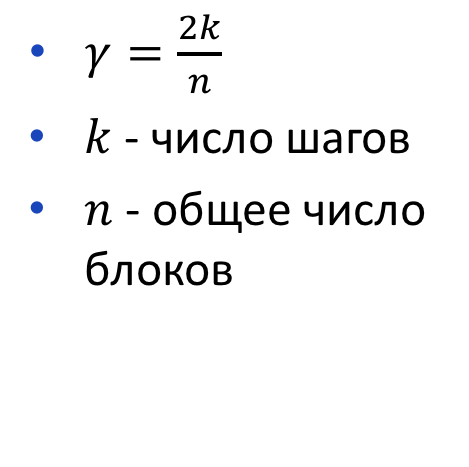 • γ = 2k/n
• k - число шагов
• n - общее число
блоков